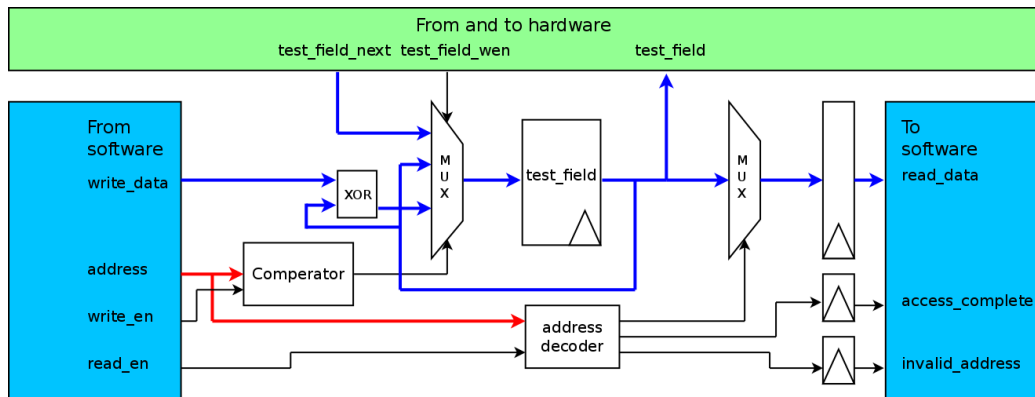 From and to hardware
test_field_next
test_field_wen
test_field
From
software
write_data
address
write_en
read_en
XOR
M
U
X
Comperator
test_field
address
decoder
M
U
X
To
software
read_data
access_complete
invalid_address